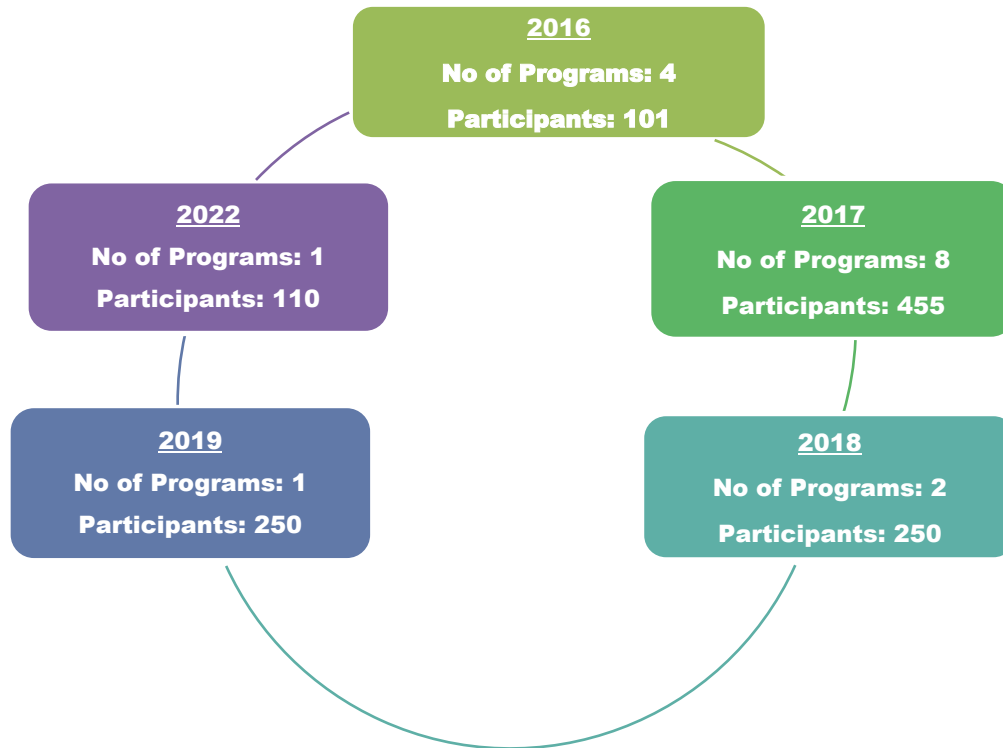 2016
No of Programs: 4
Participants: 101
2017
No of Programs: 8
Participants: 455
2018
No of Programs: 2
Participants: 250
2019
No of Programs: 1
Participants: 250
2022
No of Programs: 1
Participants: 110